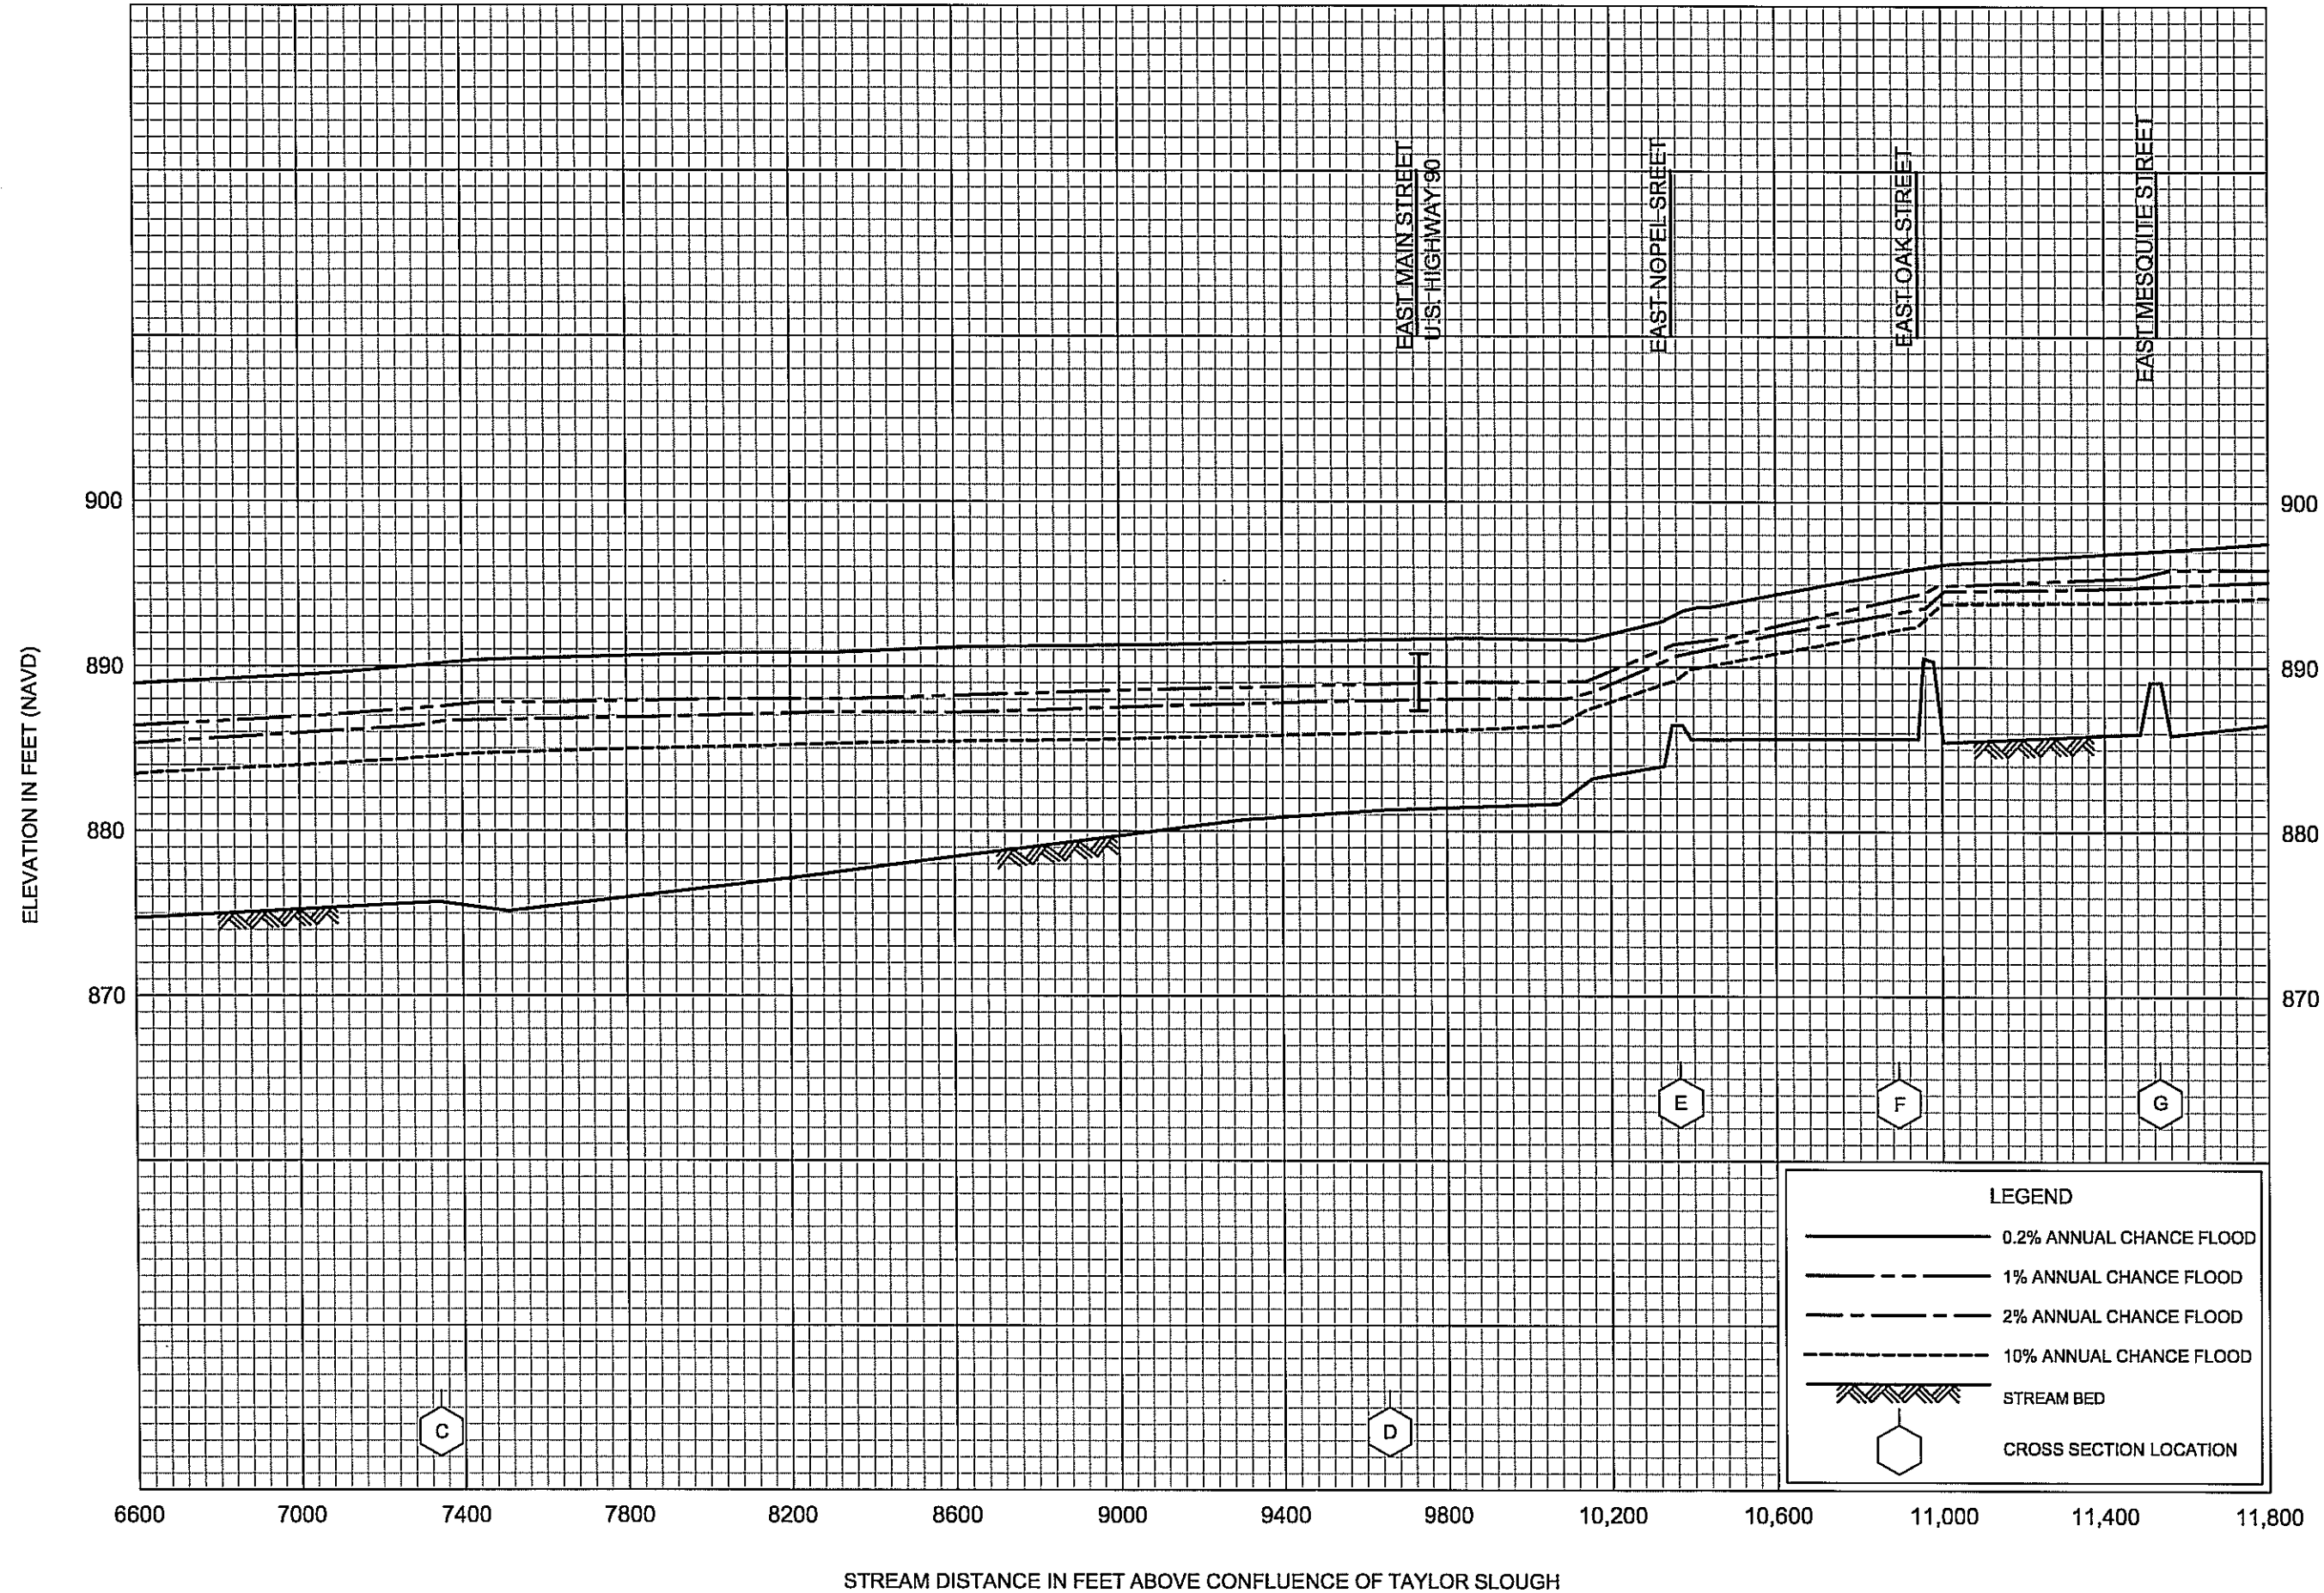 EAST MAIN STREET
U.S. HIGHWAY 90
EAST NOPEL SREET
EAST OAK STREET
EAST MESQUITE STREET
ELEVATION IN FEET (NAVD)
900
900
890
890
880
880
870
870
E
F
G
C
D
LEGEND
0.2% ANNUAL CHANCE FLOOD
1% ANNUAL CHANCE FLOOD
2% ANNUAL CHANCE FLOOD
10% ANNUAL CHANCE FLOOD
STREAM BED
CROSS SECTION LOCATION
6600 7000 7400 7800 8200 8600 9000 9400 9800 10,200 10,600 11,000 11,400 11,800
STREAM DISTANCE IN FEET ABOVE CONFLUENCE OF TAYLOR SLOUGH